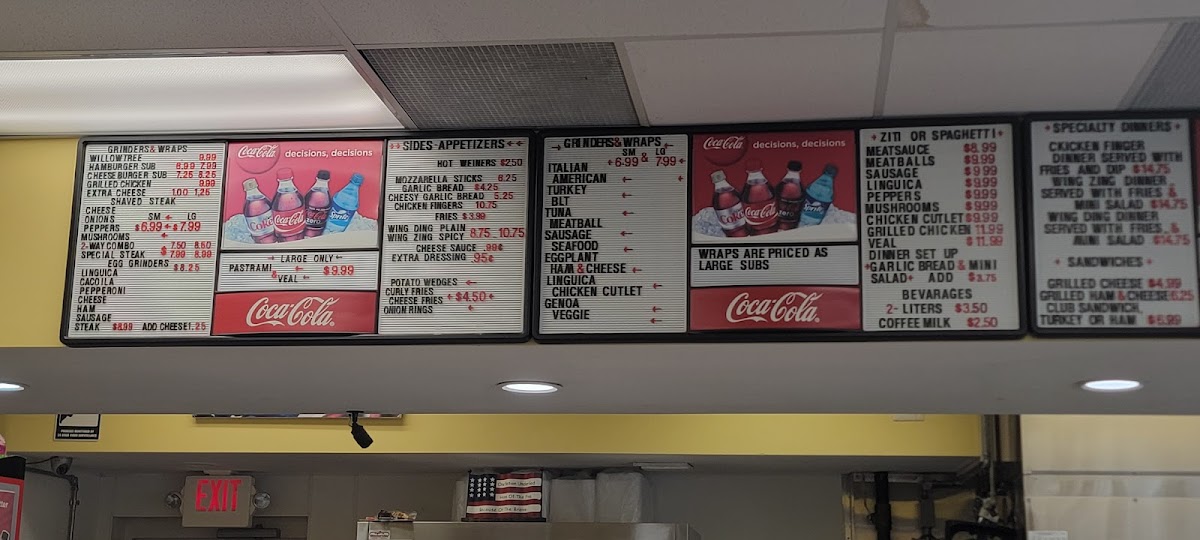 GRINDERS & WRAPS
WILLOWTREE 9.99
HAMBURGER SUB 6.99 7.99
CHEESEBURGER SUB 7.25 8.25
GRILLED CHICKEN 9.99
EXTRA CHEESE 1.00 1.25
SHAVED STEAK
CHEESE
ONIONS SM ← LG
PEPPERS $6.99 + $7.99
MUSHROOMS
2-WAY COMBO $7.50 8.50
SPECIAL STEAK $7.99 8.99
EGG GRINDERS $8.25
LINGUICA
CACOILA
PEPPERONI
CHEESE
HAM
SAUSAGE
STEAK $8.99 ADD CHEESE 1.25
Coca-Cola decisions, decisions
LARGE ONLY ←
PASTRAMI ←
& $9.99
VEAL ←
Coca-Cola
SIDES-APPETIZERS
HOT WEINERS $2.50
MOZZARELLA STICKS 6.25
GARLIC BREAD $4.25
CHEESY GARLIC BREAD 5.25
CHICKEN FINGERS 10.75
FRIES $3.99
WING DING PLAIN 8.75 10.75
WING ZING SPICY
CHEESE SAUCE .99¢
EXTRA DRESSING .95¢
POTATO WEDGES ←
CURLY FRIES
CHEESE FRIES + $4.50 +
ONION RINGS ←
GRINDERS & WRAPS
SM & LG
+6.99 7.99+
ITALIAN
AMERICAN ←
TURKEY
BLT ←
TUNA
MEATBALL ←
SAUSAGE
SEAFOOD ←
EGGPLANT
HAM & CHEESE ←
LINGUICA
CHICKEN CUTLET ←
GENOA
VEGGIE ←
Coca-Cola decisions, decisions
WRAPS ARE PRICED AS
LARGE SUBS
Coca-Cola
+ ZITI OR SPAGHETTI +
MEATSAUCE $8.99
MEATBALLS $9.99
SAUSAGE $9.99
LINGUICA $9.99
PEPPERS $9.99
MUSHROOMS $9.99
CHICKEN CUTLET $9.99
GRILLED CHICKEN 11.99
VEAL $11.99
DINNER SET UP
+GARLIC BREAD & MINI
SALAD+ ADD $3.75
BEVARAGES
2- LITERS $3.50
COFFEE MILK $2.50
+ SPECIALTY DINNERS +
CKICKEN FINGER
DINNER SERVED WITH
FRIES AND DIP $14.75
WING ZING DINNER
SERVED WITH FRIES &
MINI SALAD $14.75
WING DING DINNER
SERVED WITH FRIES &
MINI SALAD $14.75
+ SANDWICHES +
GRILLED CHEESE $4.99
GRILLED HAM & CHEESE 6.25
CLUB SANDWICH
TURKEY OR HAM $6.99
EXIT